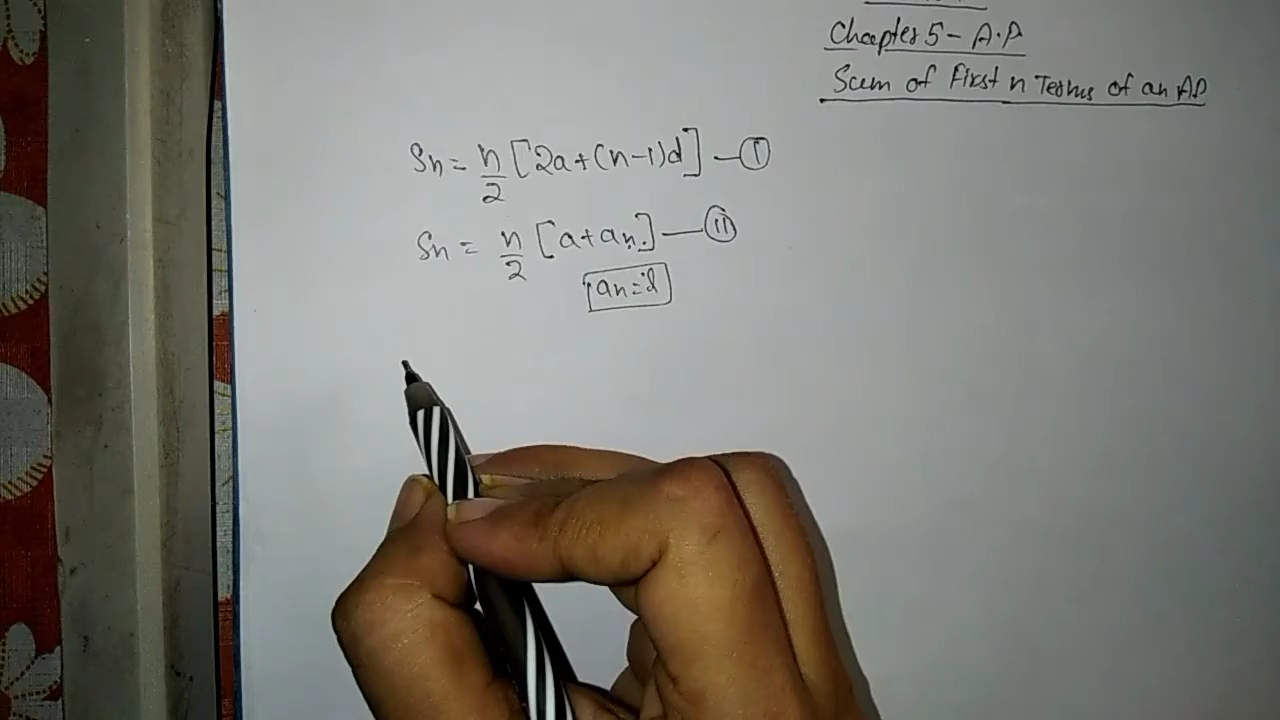 Chapter 5 - A.P
Sum of First n Terms of an AP
Sn = n/2 [2a+(n-1)d] — (I)
Sn = n/2 [a+an] — (II)
an=l